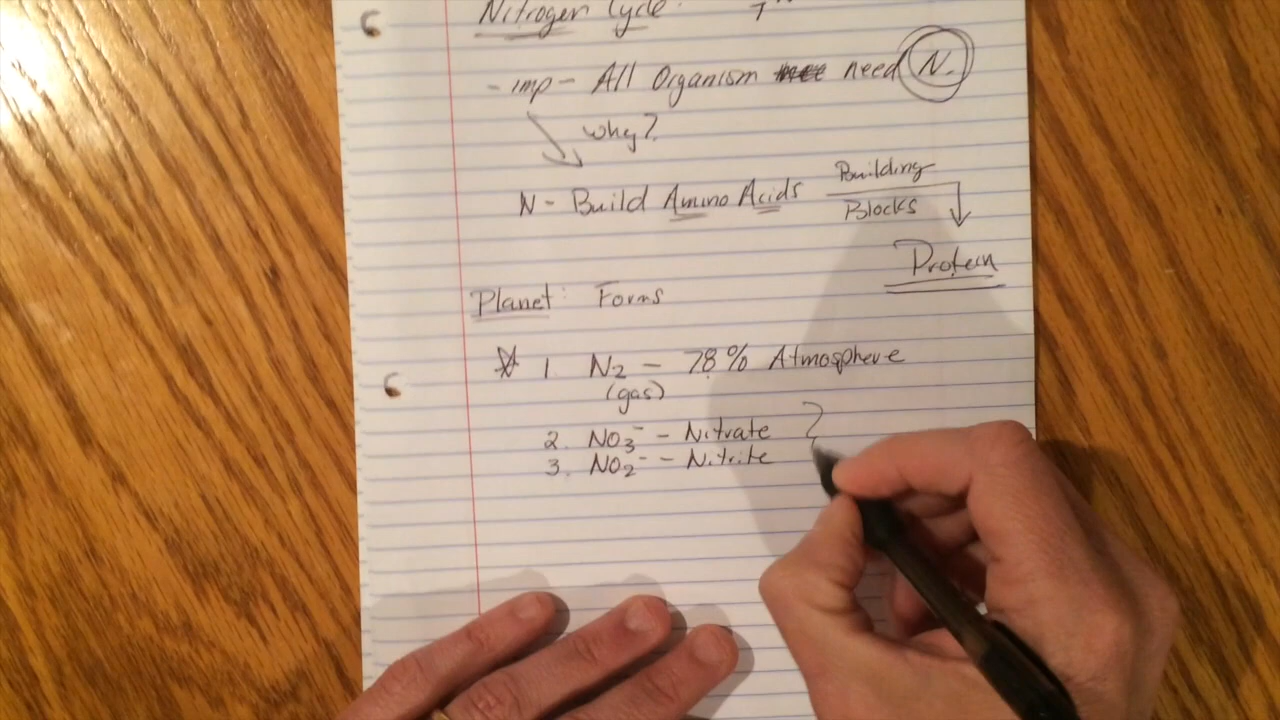 Nitrogen Cycle
- imp - All Organism need N.
why?
N - Build Amino Acids Building Blocks
Protein
Planet: Forms
1 N2 - 78% Atmosphere
(gas)
2. NO3- - Nitrate
3. NO2- - Nitrite